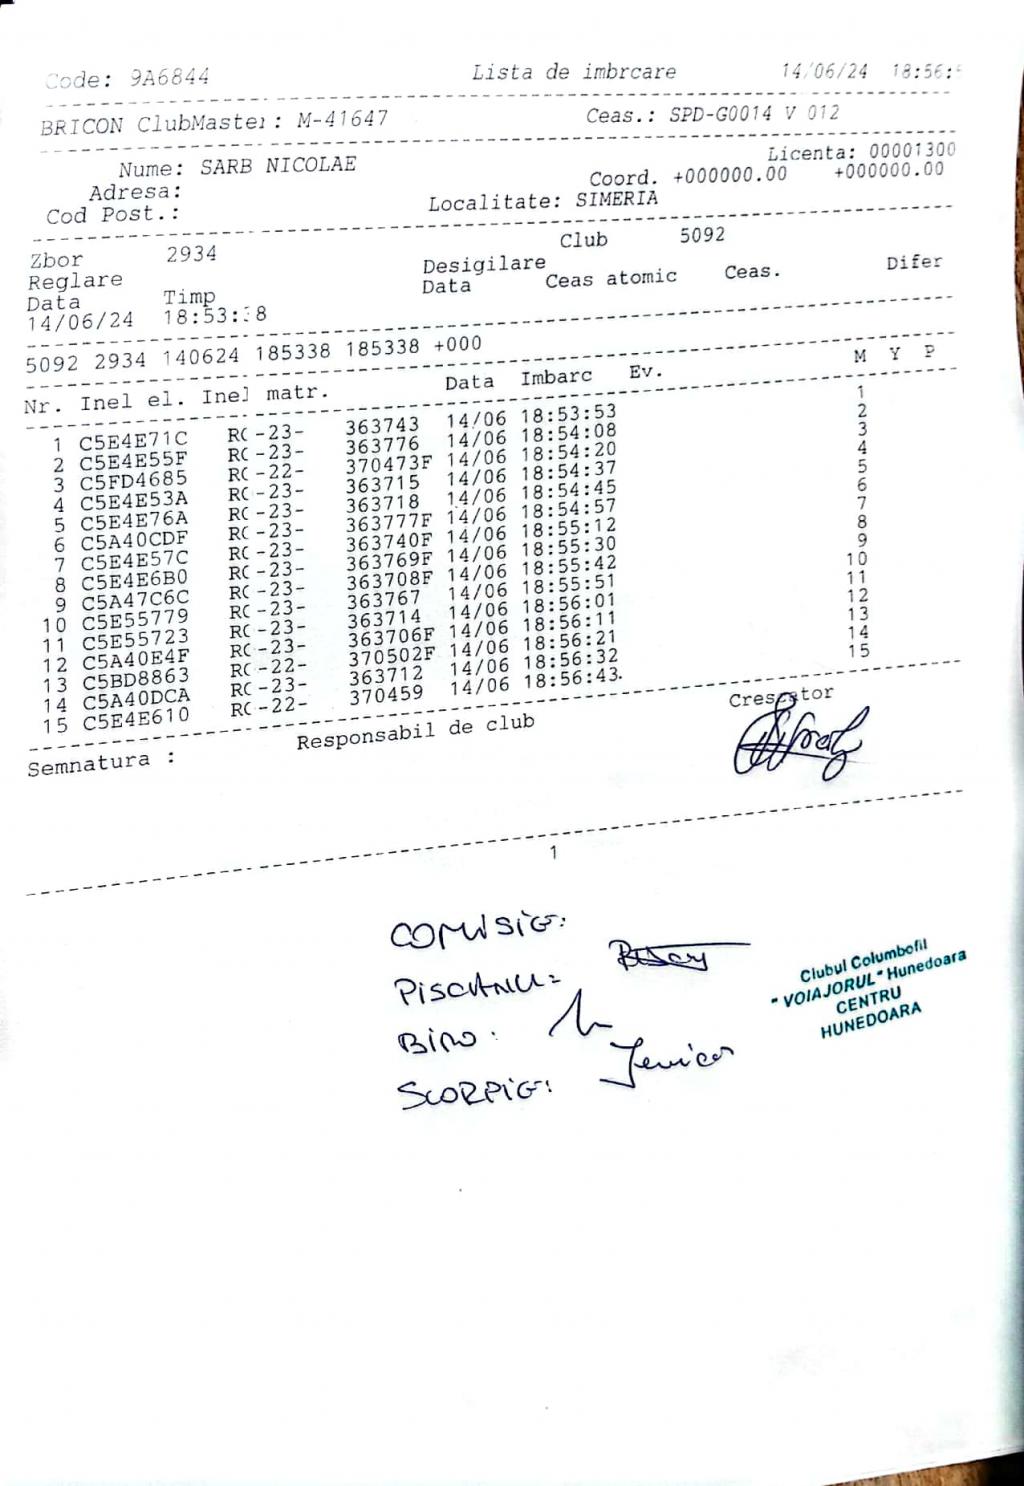 Code: 9A6844 Lista de imbrcare 14/06/24 18:56:
BRICON ClubMaster: M-41647 Ceas.: SPD-G0014 V 012
Nume: SARB NICOLAE Licenta: 00001300
Adresa: Coord. +000000.00 +000000.00
Cod Post.: Localitate: SIMERIA
Zbor 2934 Club 5092
Reglare Desigilare
Data Timp Data Ceas atomic Ceas. Difer
14/06/24 18:53:38
5092 2934 140624 185338 185338 +000
Nr. Inel el. Inel matr. Data Imbarc Ev. M Y P
1 C5E4E71C RO-23- 363743 14/06 18:53:53 1
2 C5E4E55F RO-23- 363776 14/06 18:54:08 2
3 C5FD4685 RO-22- 370473F 14/06 18:54:20 3
4 C5E4E53A RO-23- 363715 14/06 18:54:37 4
5 C5E4E76A RO-23- 363718 14/06 18:54:45 5
6 C5A40CDF RO-23- 363777F 14/06 18:54:57 6
7 C5E4E57C RO-23- 363740F 14/06 18:55:12 7
8 C5E4E6B0 RO-23- 363769F 14/06 18:55:30 8
9 C5A47C6C RO-23- 363708F 14/06 18:55:42 9
10 C5E55779 RO-23- 363767 14/06 18:55:51 10
11 C5E55723 RO-23- 363714 14/06 18:56:01 11
12 C5A40E4F RO-23- 363706F 14/06 18:56:11 12
13 C5BD8863 RO-22- 370502F 14/06 18:56:21 13
14 C5A40DCA RO-23- 363712 14/06 18:56:32 14
15 C5E4E610 RO-22- 370459 14/06 18:56:43 15
Semnatura : Responsabil de club Crescator
1
COMISIE:
PISCANU:
BIRO:
SCORPIE:
Clubul Columbofil
"VOIAJORUL" Hunedoara
CENTRU
HUNEDOARA